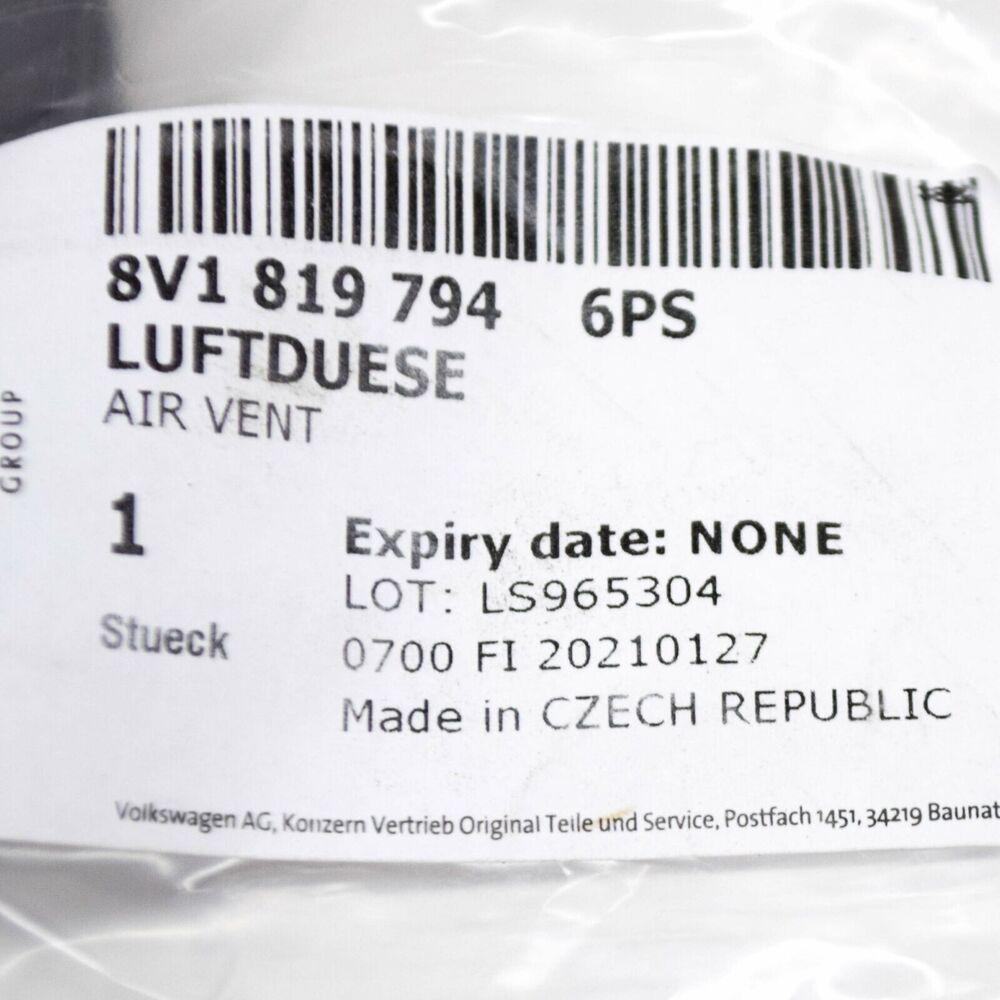 8V1 819 794 6PS
LUFTDUESE
AIR VENT
GROUP
1
Stueck
Expiry date: NONE
LOT: LS965304
0700 FI 20210127
Made in CZECH REPUBLIC
Volkswagen AG, Konzern Vertrieb Original Teile und Service, Postfach 1451, 34219 Baunat